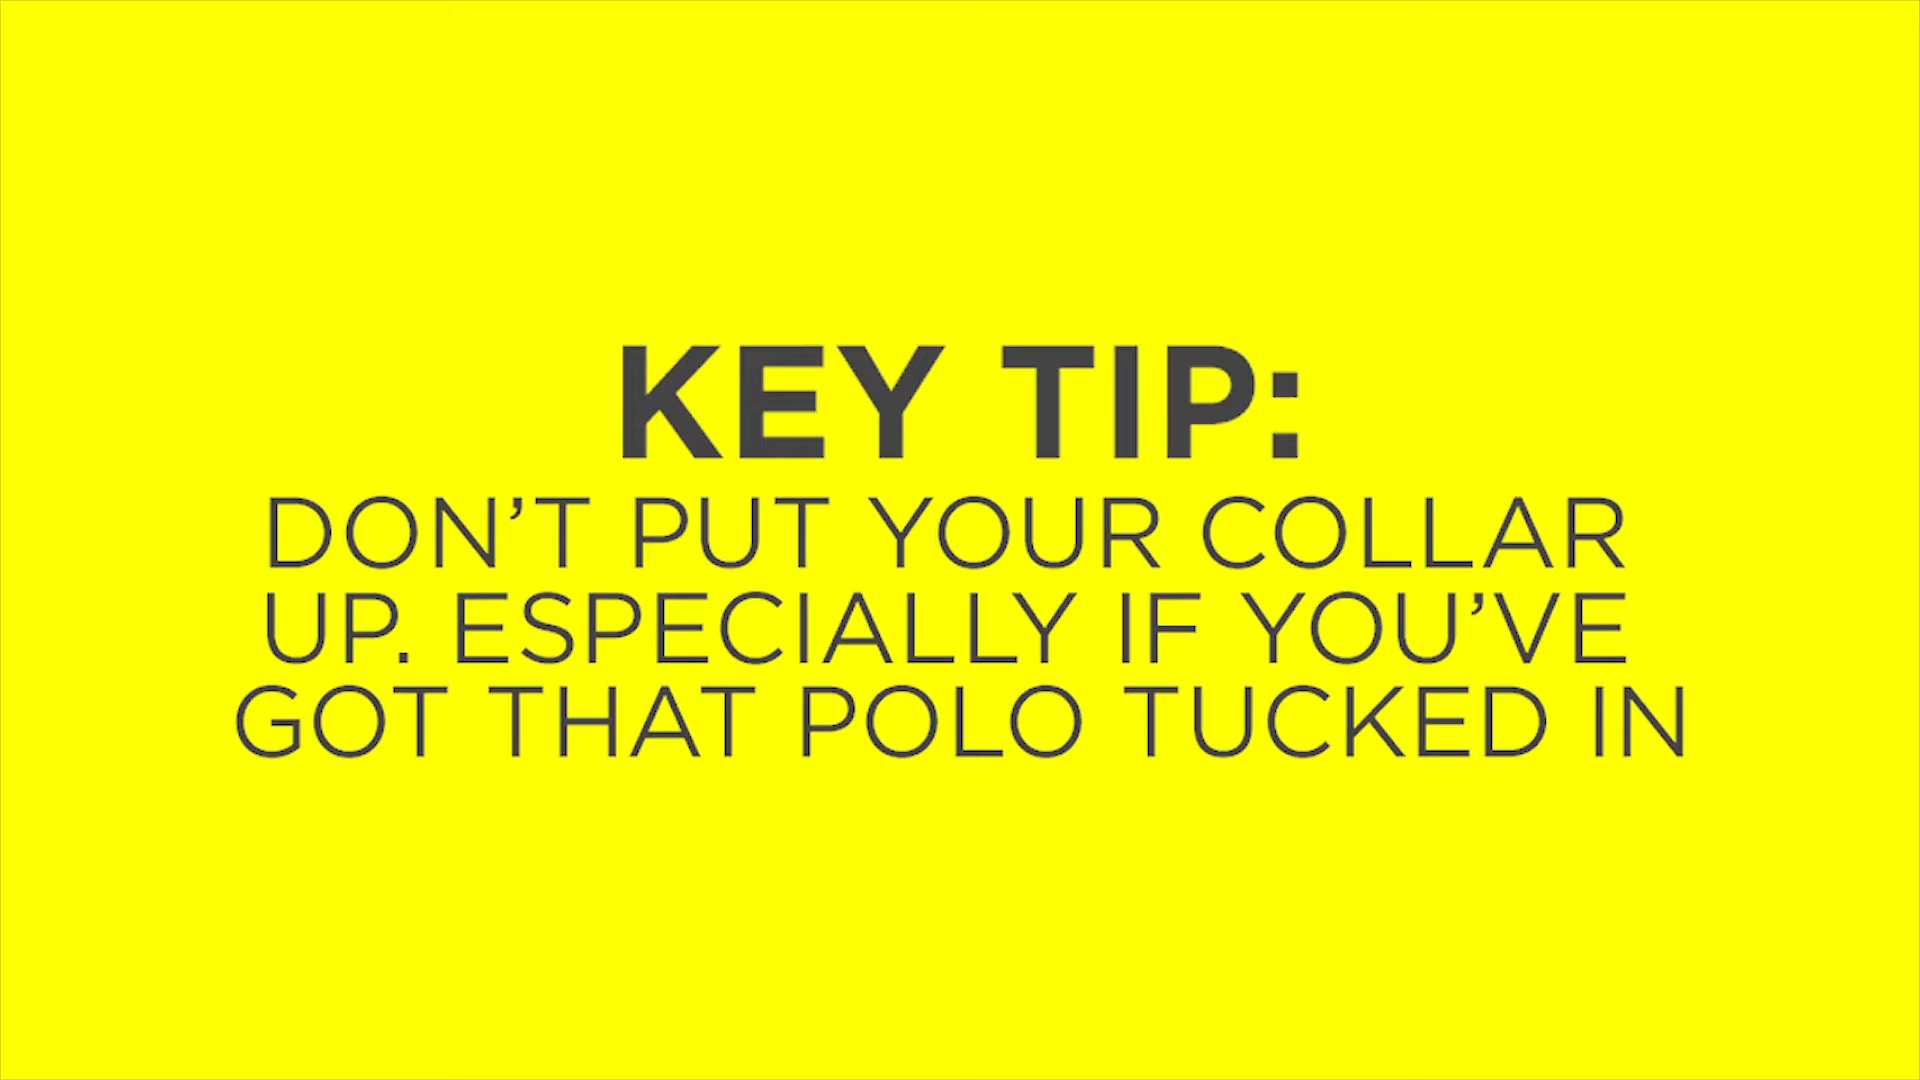 KEY TIP:
DON’T PUT YOUR COLLAR
UP. ESPECIALLY IF YOU’VE
GOT THAT POLO TUCKED IN